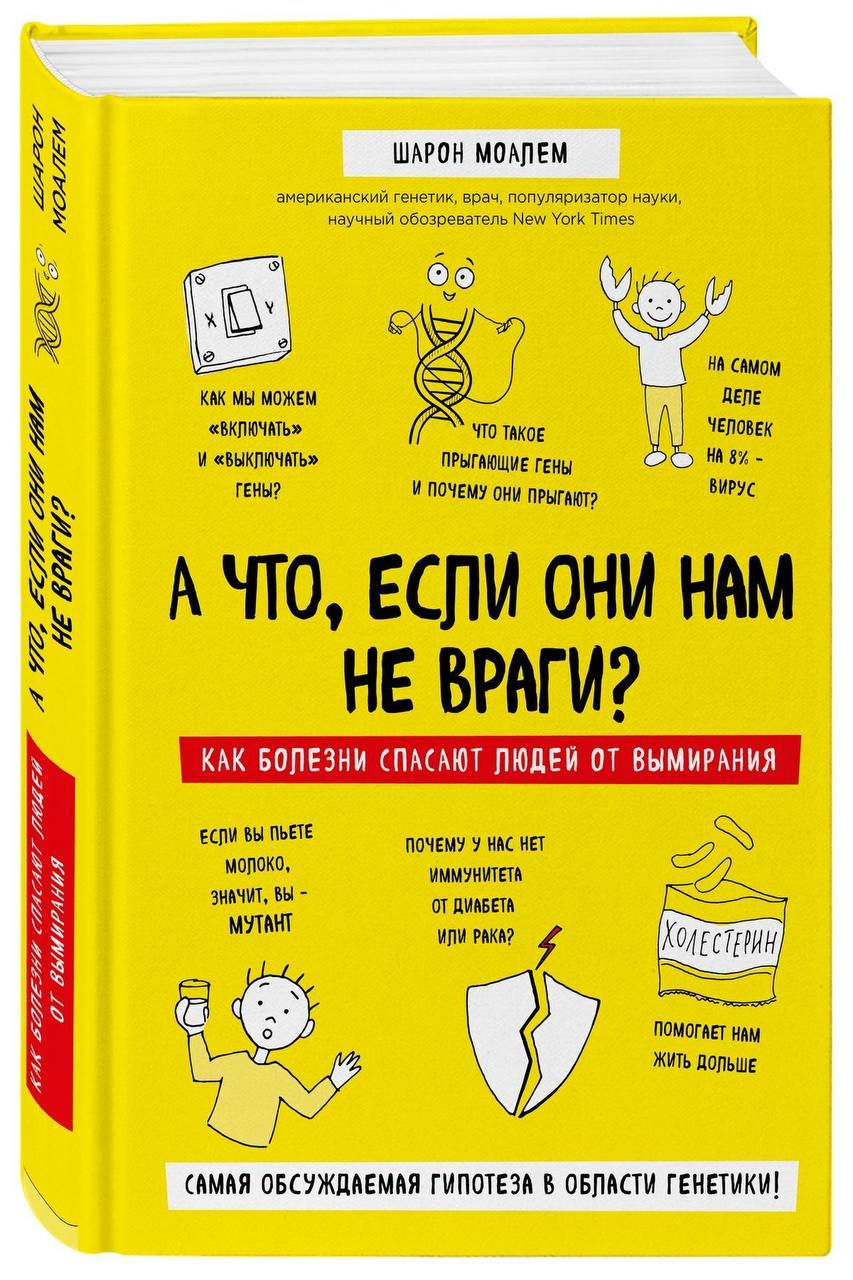 ШАРОН МОАЛЕМ
американский генетик, врач, популяризатор науки,
научный обозреватель New York Times
X Y
КАК МЫ МОЖЕМ
«ВКЛЮЧАТЬ»
И «ВЫКЛЮЧАТЬ»
ГЕНЫ?
ЧТО ТАКОЕ
ПРЫГАЮЩИЕ ГЕНЫ
И ПОЧЕМУ ОНИ ПРЫГАЮТ?
НА САМОМ
ДЕЛЕ
ЧЕЛОВЕК
НА 8% –
ВИРУС
А ЧТО, ЕСЛИ ОНИ НАМ
НЕ ВРАГИ?
КАК БОЛЕЗНИ СПАСАЮТ ЛЮДЕЙ ОТ ВЫМИРАНИЯ
ЕСЛИ ВЫ ПЬЕТЕ
МОЛОКО,
ЗНАЧИТ, ВЫ –
МУТАНТ
ПОЧЕМУ У НАС НЕТ
ИММУНИТЕТА
ОТ ДИАБЕТА
ИЛИ РАКА?
ХОЛЕСТЕРИН
ПОМОГАЕТ НАМ
ЖИТЬ ДОЛЬШЕ
САМАЯ ОБСУЖДАЕМАЯ ГИПОТЕЗА В ОБЛАСТИ ГЕНЕТИКИ!
ШАРОН
МОАЛЕМ
А ЧТО, ЕСЛИ ОНИ НАМ
НЕ ВРАГИ?
КАК БОЛЕЗНИ СПАСАЮТ ЛЮДЕЙ
ОТ ВЫМИРАНИЯ